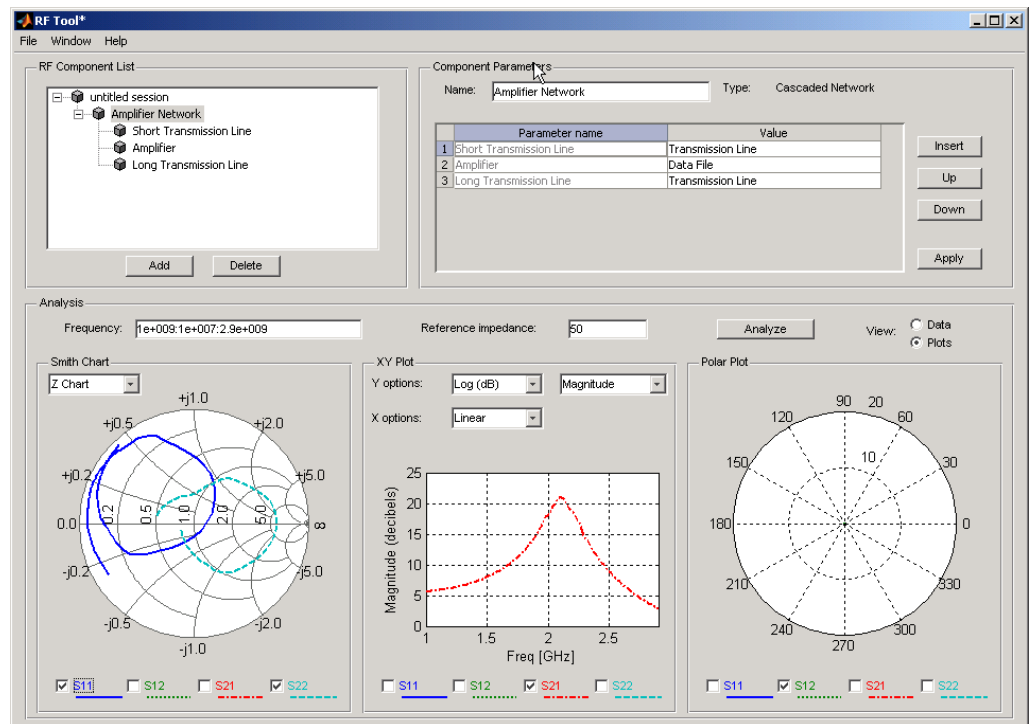 RF Tool*
File Window Help
RF Component List
untitled session
Amplifier Network
Short Transmission Line
Amplifier
Long Transmission Line
Add Delete
Component Parameters
Name: Amplifier Network Type: Cascaded Network
Parameter name Value
1 Short Transmission Line Transmission Line
2 Amplifier Data File
3 Long Transmission Line Transmission Line
Insert
Up
Down
Apply
Analysis
Frequency: 1e+009:1e+007:2.9e+009 Reference impedance: 50 Analyze View: Data
Plots
Smith Chart
Z Chart
+j1.0
+j0.5 +j2.0
+j0.2 +j5.0
0.0 0.2 0.5 1.0 2.0 5.0 ∞
-j0.2 -j5.0
-j0.5 -j2.0
-j1.0
S11 S12 S21 S22
XY Plot
Y options: Log (dB) Magnitude
X options: Linear
Magnitude (decibels)
25
20
15
10
5
0
1 1.5 2 2.5
Freq [GHz]
S11 S12 S21 S22
Polar Plot
90 20
120 60
150 10 30
180 0
210 330
240 300
270
S11 S12 S21 S22